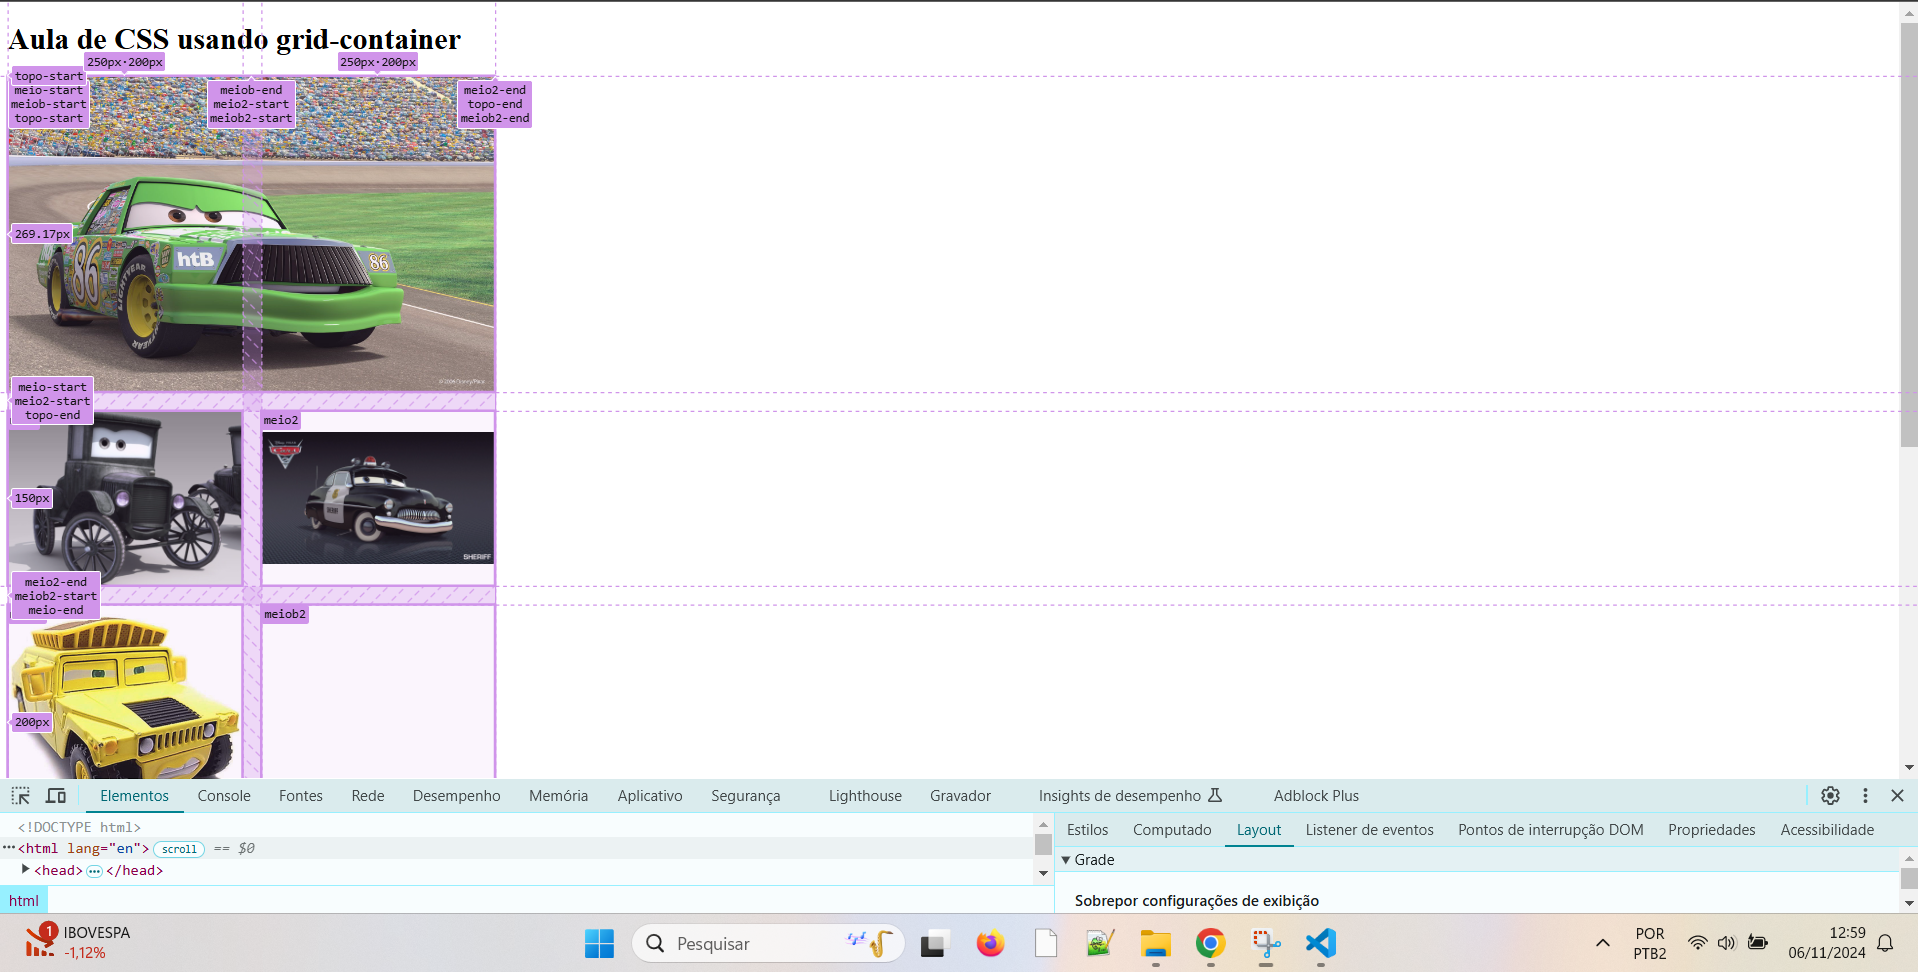 Aula de CSS usando grid-container
250px·200px
250px·200px
topo-start
meio-start
meiob-start
topo-start
meiob-end
meio2-start
meiob2-start
meio2-end
topo-end
meiob2-end
269.17px
htB
86
86
LIGHTYEAR
meio-start
meio2-start
topo-end
meio2
150px
SHERIFF
meio2-end
meiob2-start
meio-end
meiob2
200px
Elementos
Console
Fontes
Rede
Desempenho
Memória
Aplicativo
Segurança
Lighthouse
Gravador
Insights de desempenho
Adblock Plus
<!DOCTYPE html>
<html lang="en"> scroll == $0
<head> ••• </head>
html
Estilos
Computado
Layout
Listener de eventos
Pontos de interrupção DOM
Propriedades
Acessibilidade
Grade
Sobrepor configurações de exibição
1
IBOVESPA
-1,12%
Pesquisar
POR
PTB2
12:59
06/11/2024